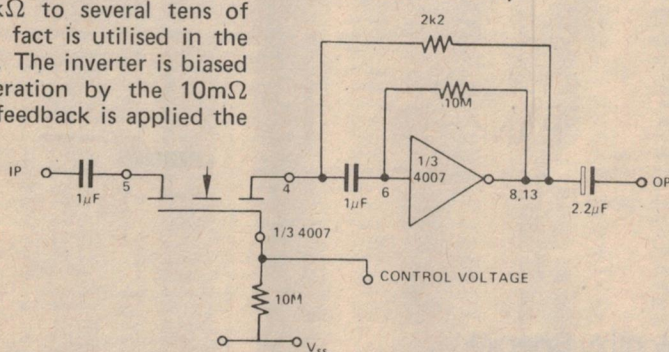 kΩ to several tens of
fact is utilised in the
The inverter is biased
eration by the 10mΩ
feedback is applied the
2k2
10M
IP
1μF
5
4
1μF
6
1/3
4007
8,13
2.2μF
OP
1/3 4007
CONTROL VOLTAGE
10M
Vss